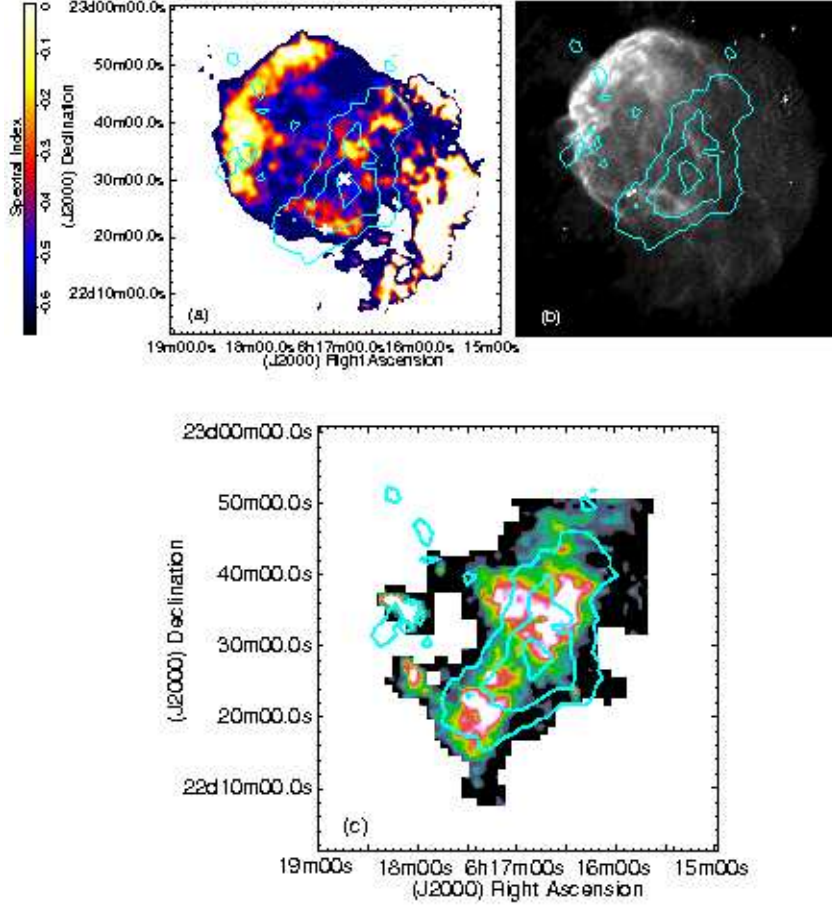 0
-0.1
-0.2
-0.3
-0.4
-0.5
-0.6
Spectral Index
(J2000) Declination
23d00m00.0s
50m00.0s
40m00.0s
30m00.0s
20m00.0s
22d10m00.0s
(a)
19m00.0s 18m00.0s 6h17m00.0s 16m00.0s 15m00s
(J2000) Right Ascension
(b)
23d00m00.0s
50m00.0s
40m00.0s
30m00.0s
20m00.0s
22d10m00.0s
(J2000) Declination
(c)
19m00s 18m00s 6h17m00s 16m00s 15m00s
(J2000) Right Ascension